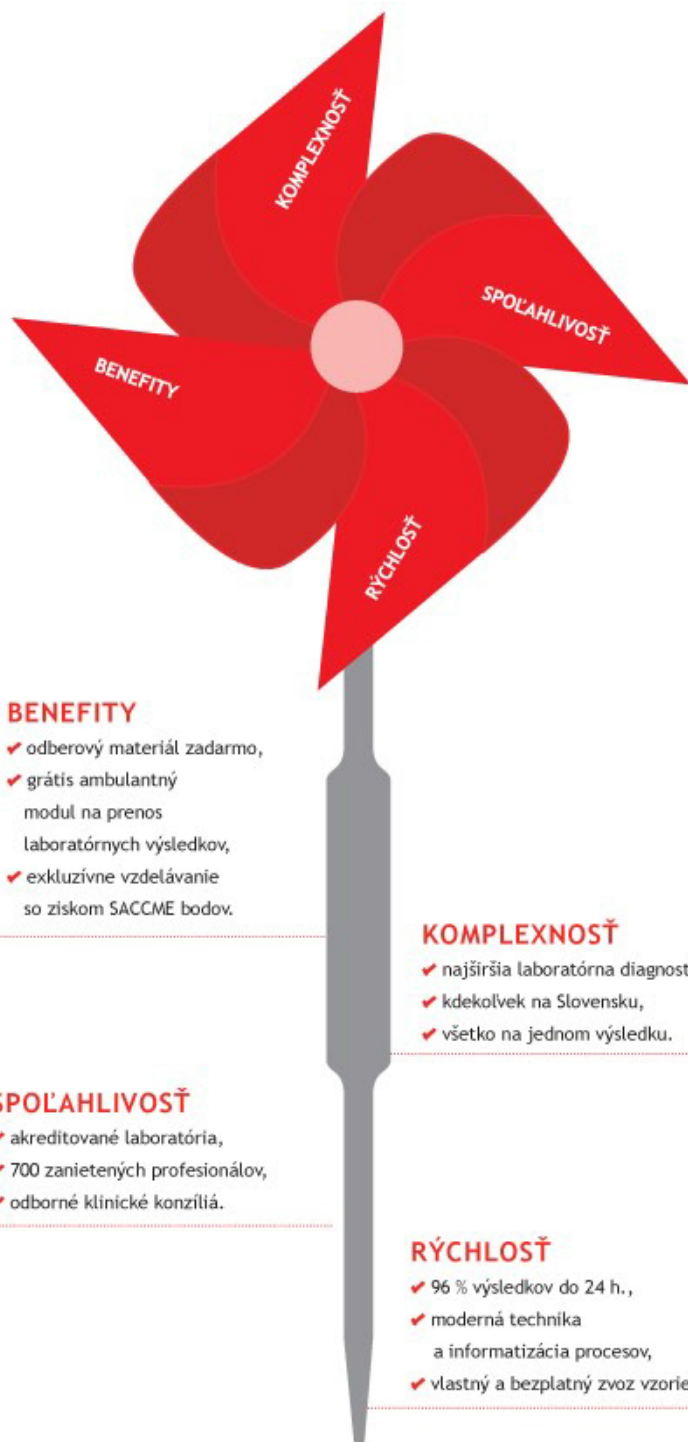 KOMPLEXNOSŤ
SPOĽAHLIVOSŤ
BENEFITY
RÝCHLOSŤ
BENEFITY
✔ odberový materiál zadarmo,
✔ grátis ambulantný
modul na prenos
laboratórnych výsledkov,
✔ exkluzívne vzdelávanie
so ziskom SACCME bodov.
KOMPLEXNOSŤ
✔ najširšia laboratórna
✔ kdekoľvek na Slovensku,
✔ všetko na jednom výsledku.
SPOĽAHLIVOSŤ
✔ akreditované laboratória,
✔ 700 zanietených profesionálov,
✔ odborné klinické konzíliá.
RÝCHLOSŤ
✔ 96 % výsledkov do 24 h.,
✔ moderná technika
a informatizácia procesov,
✔ vlastný a bezplatný zvoz